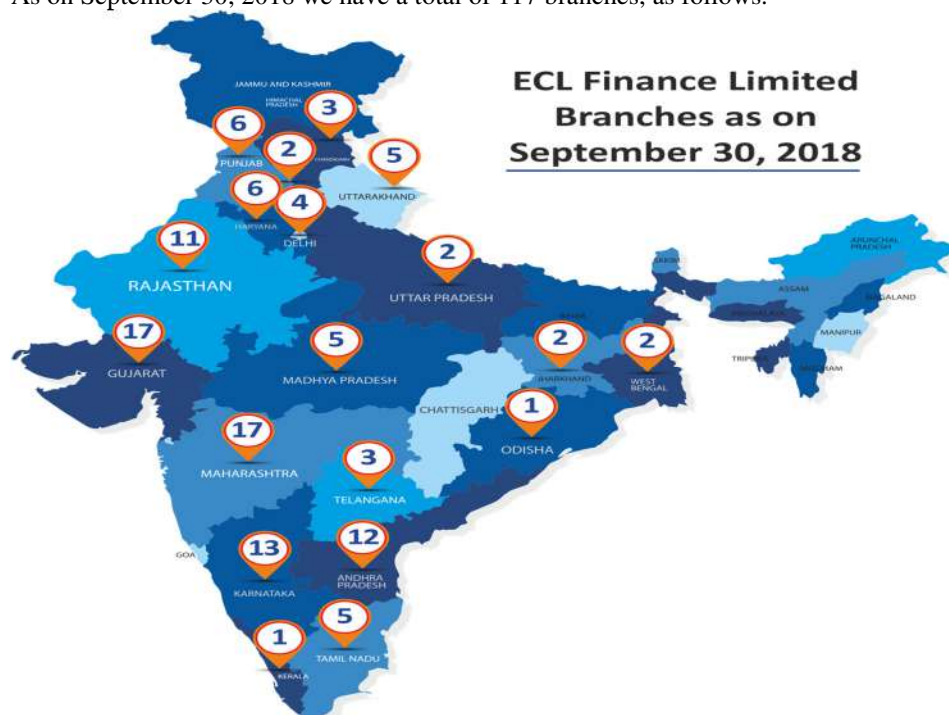 As on September 30, 2018 we have a total of 117 branches, as follows:
ECL Finance Limited
Branches as on
September 30, 2018
JAMMU AND KASHMIR
HIMACHAL
PRADESH
3
6
PUNJAB
2
CHANDIGARH
5
UTTARAKHAND
6
HARYANA
4
DELHI
11
RAJASTHAN
2
UTTAR PRADESH
ARUNCHAL
PRADESH
ASSAM
NAGALAND
MANIPUR
17
GUJARAT
5
MADHYA PRADESH
2
JHARKHAND
2
WEST
BENGAL
CHATTISGARH
1
ODISHA
17
MAHARASHTRA
3
TELANGANA
GOA
13
KARNATAKA
12
ANDHRA
PRADESH
5
TAMIL NADU
1
KERALA